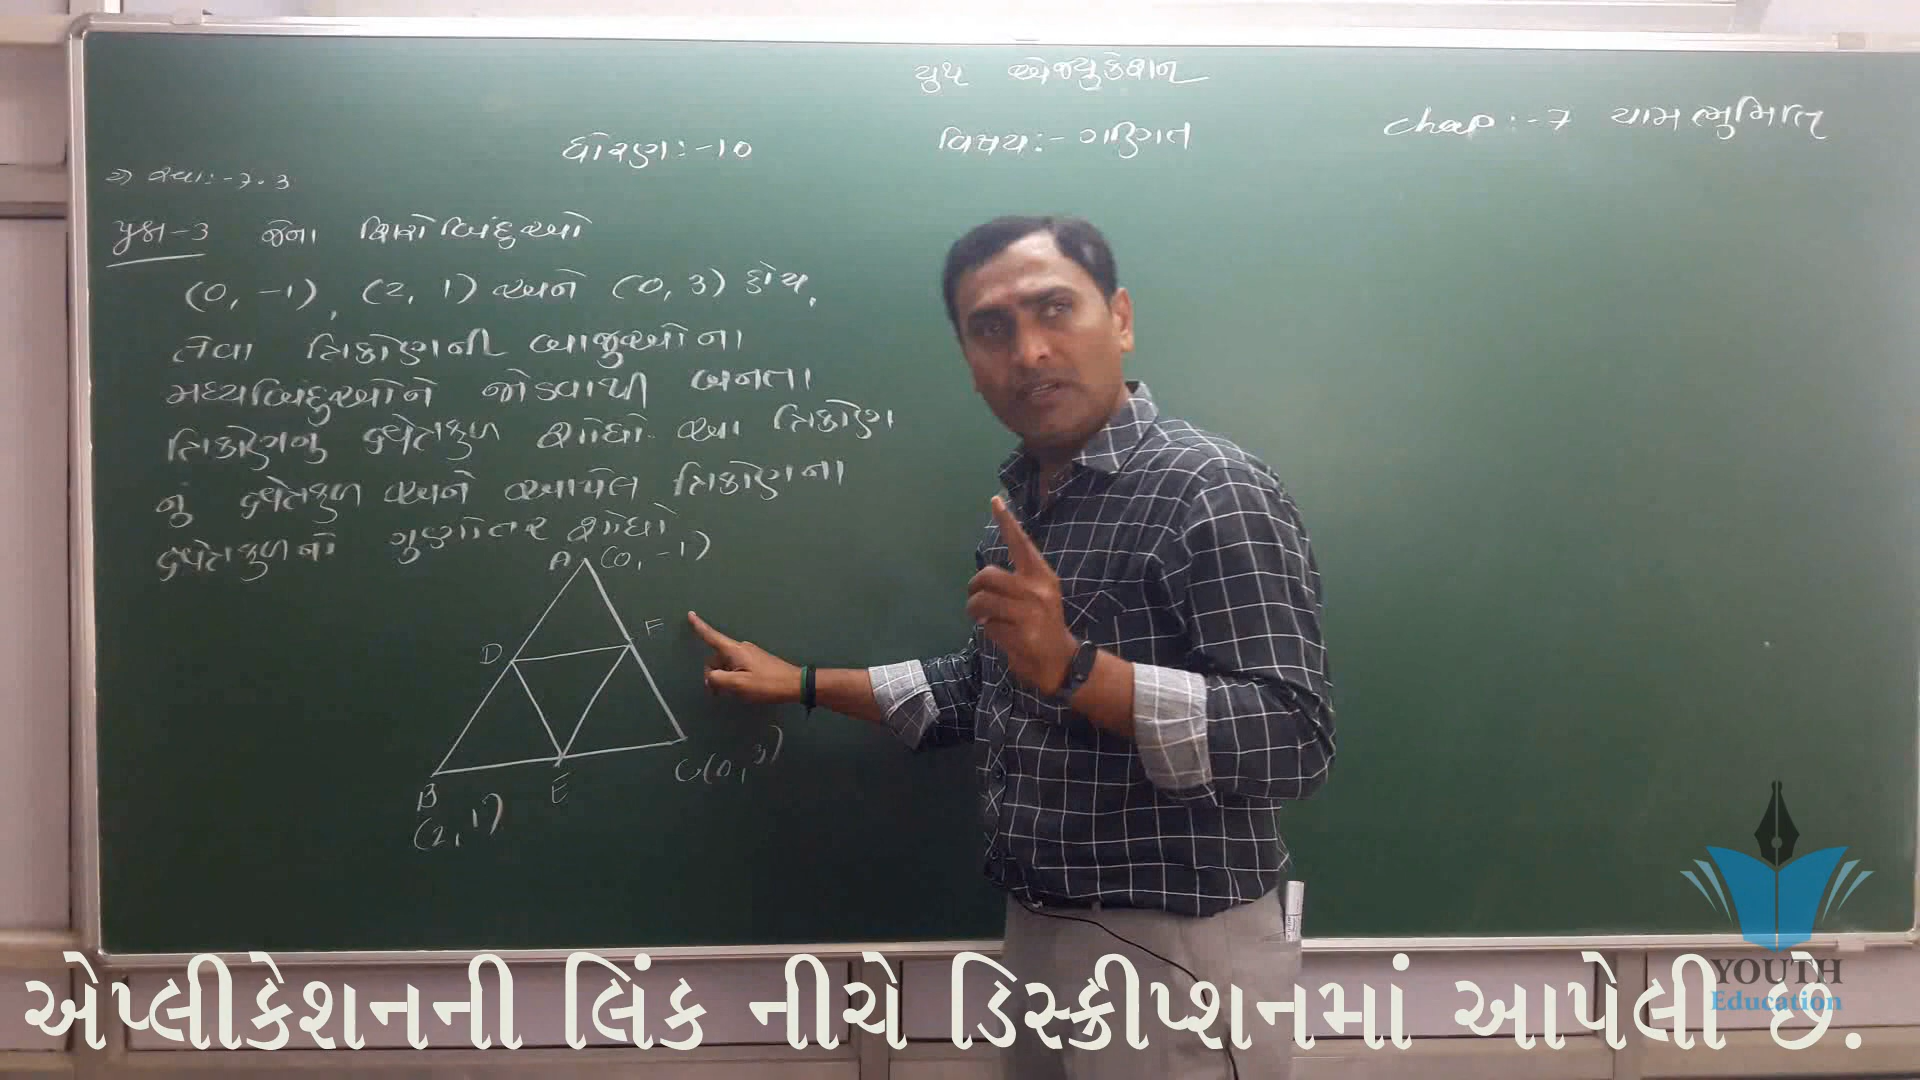 યુથ એજ્યુકેશન
ધોરણ:-10
વિષય:- ગણિત
chap:-7 યામ ભુમિતિ
સ્વા:-7.3
પ્રશ્ન-3 જેના શિરોબિંદુઓ
(0, -1), (2, 1) અને (0, 3) હોય,
તેવા ત્રિકોણની બાજુઓના
મધ્યબિંદુઓને જોડવાથી બનતા
ત્રિકોણનુ ક્ષેત્રફળ શોધો. આ ત્રિકોણ
નું ક્ષેત્રફળ અને આપેલ ત્રિકોણના
ક્ષેત્રફળનો ગુણોતર શોધો
A (0, -1)
D
F
B
(2, 1)
E
C(0, 3)
YOUTH
Education
એપ્લીકેશનની લિંક નીચે ડિસ્ક્રીપ્શનમાં આપેલી છે.